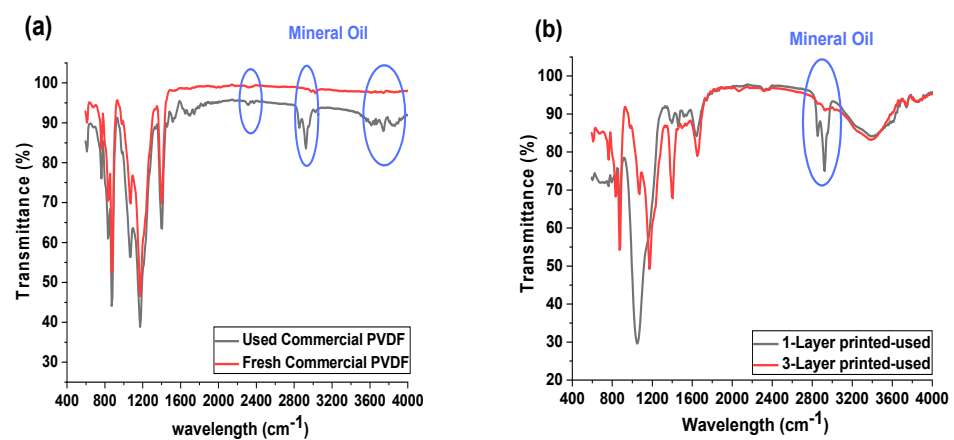 (a)
Mineral Oil
Transmittance (%)
100
90
80
70
60
50
40
30
400 800 1200 1600 2000 2400 2800 3200 3600 4000
wavelength (cm-1)
Used Commercial PVDF
Fresh Commercial PVDF
(b)
Mineral Oil
Transmittance (%)
110
100
90
80
70
60
50
40
30
20
400 800 1200 1600 2000 2400 2800 3200 3600 4000
Wavelength (cm-1)
1-Layer printed-used
3-Layer printed-used